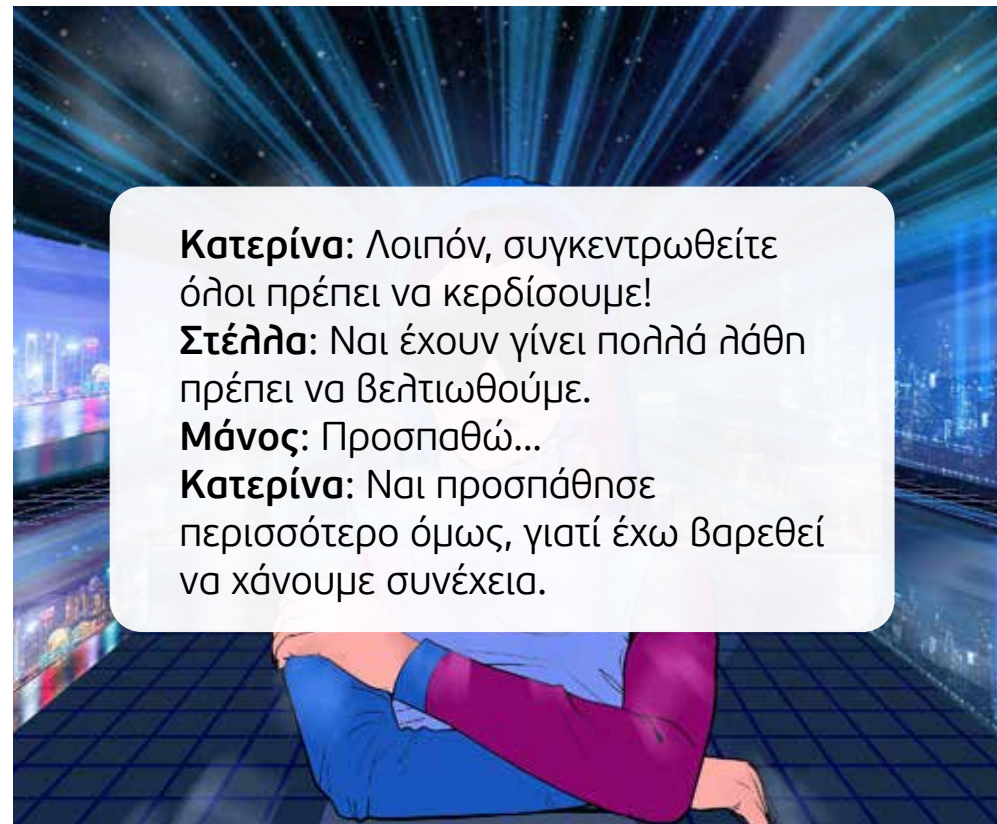 Κατερίνα: Λοιπόν, συγκεντρωθείτε
όλοι πρέπει να κερδίσουμε!
Στέλλα: Ναι έχουν γίνει πολλά λάθη
πρέπει να βελτιωθούμε.
Μάνος: Προσπαθώ...
Κατερίνα: Ναι προσπάθησε
περισσότερο όμως, γιατί έχω βαρεθεί
να χάνουμε συνέχεια.